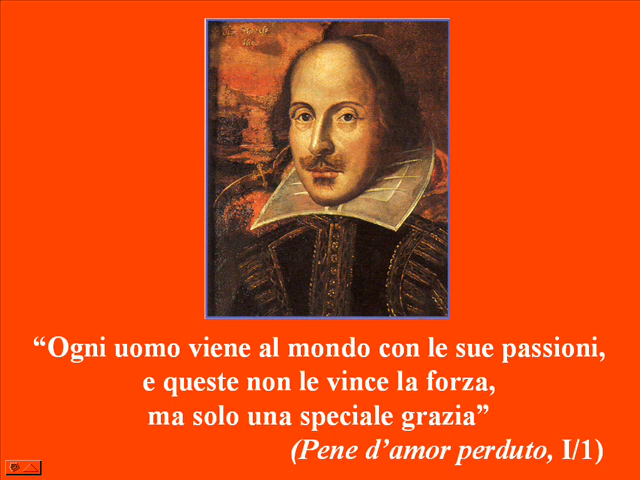 “Ogni uomo viene al mondo con le sue passioni,
e queste non le vince la forza,
ma solo una speciale grazia”
(Pene d’amor perduto, I/1)